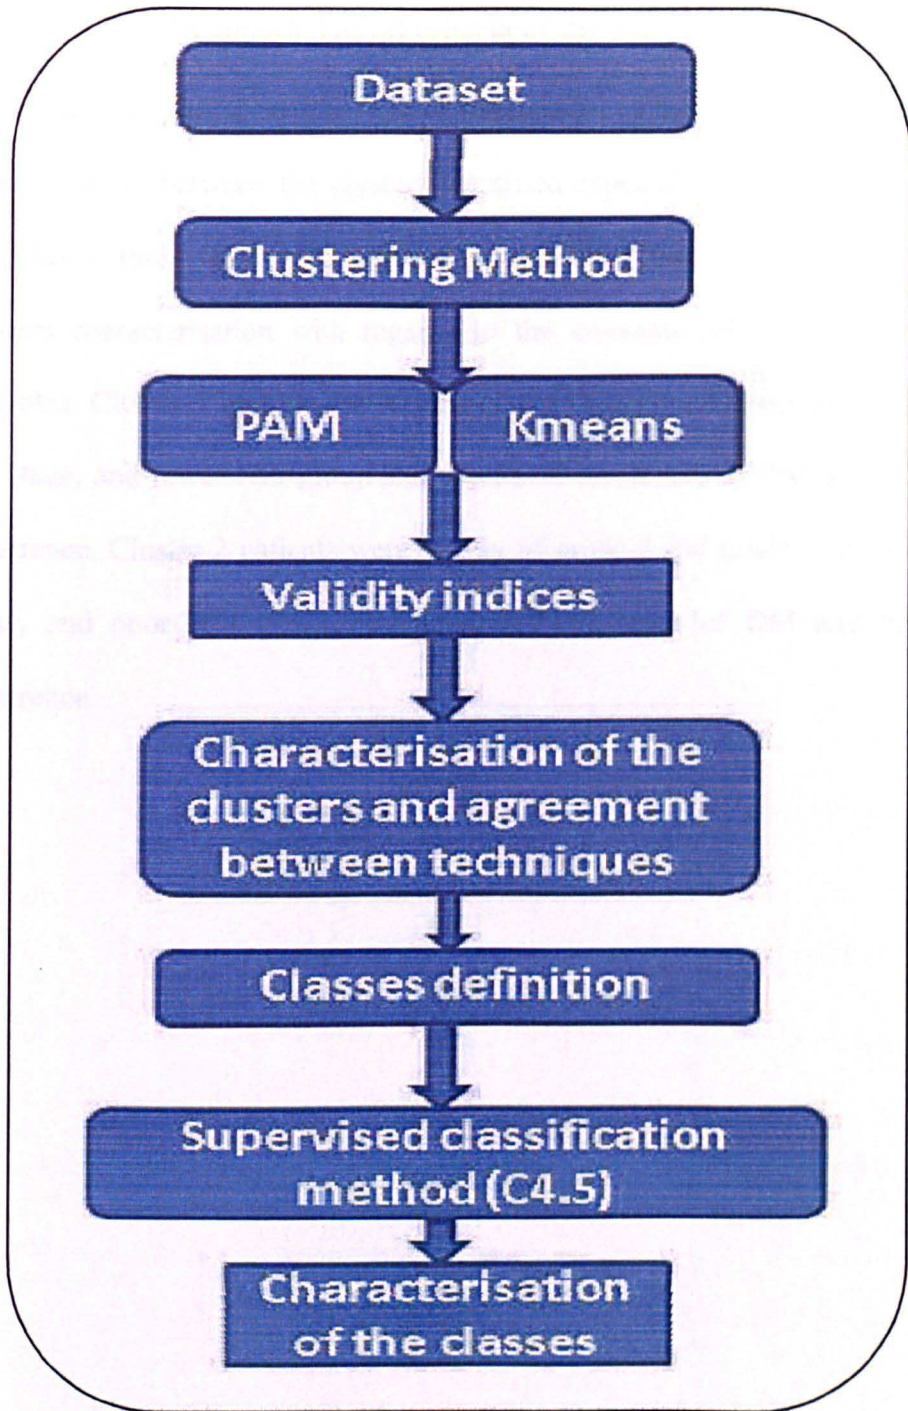 Dataset
Clustering Method
PAM
Kmeans
Validity indices
Characterisation of the
clusters and agreement
between techniques
Classes definition
Supervised classification
method (C4.5)
Characterisation
of the classes